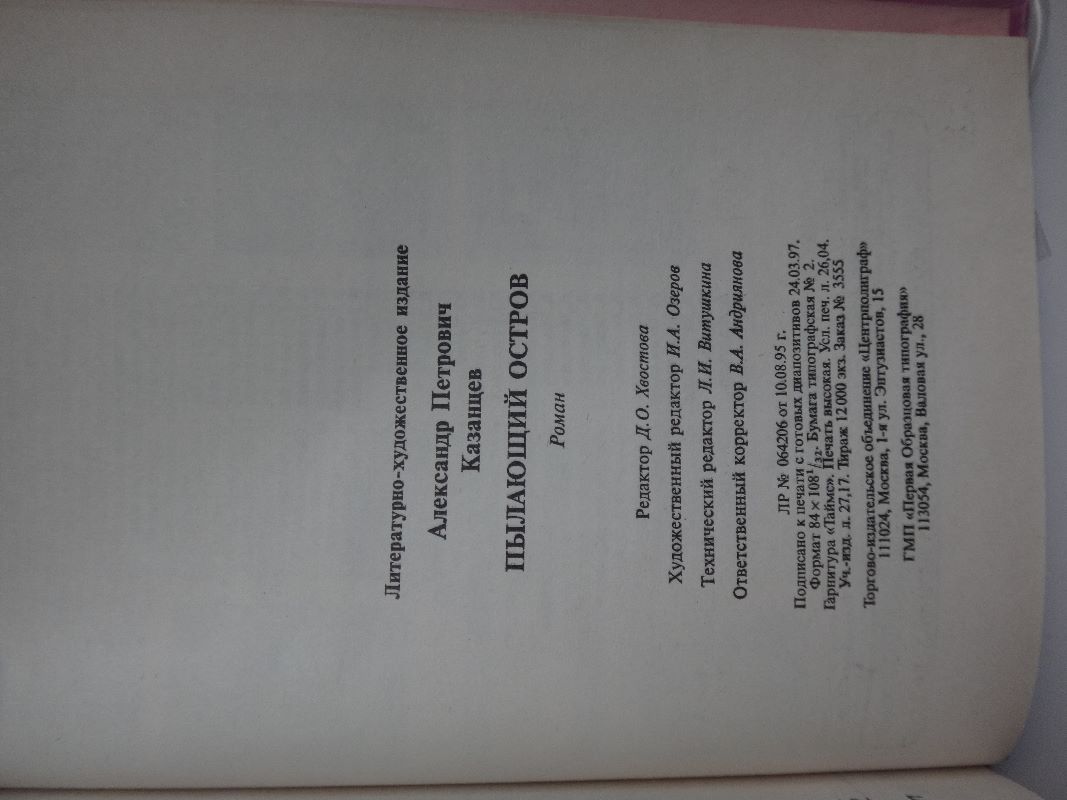 Литературно-художественное издание
Александр Петрович
Казанцев
ПЫЛАЮЩИЙ ОСТРОВ
Роман
Редактор Д.О. Хвостова
Художественный редактор И.А. Озеров
Технический редактор Л.И. Витушкина
Ответственный корректор В.А. Андриянова
ЛР № 064206 от 10.08.95 г.
Подписано к печати с готовых диапозитивов 24.03.97.
Формат 84 × 108 1/32. Бумага типографская № 2.
Гарнитура «Таймс». Печать высокая. Усл. печ. л. 26,04.
Уч.-изд. л. 27,17. Тираж 12 000 экз. Заказ № 3555
Торгово-издательское объединение «Центрполиграф»
111024, Москва, 1-я ул. Энтузиастов, 15
ГМП «Первая Образцовая типография»
113054, Москва, Валовая ул., 28